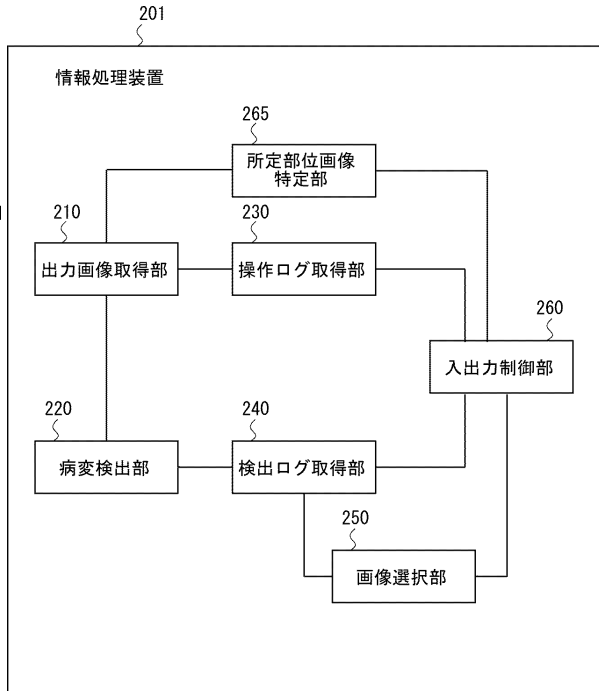 201
情報処理装置
265
所定部位画像
特定部
210
出力画像取得部
230
操作ログ取得部
260
入出力制御部
220
病変検出部
240
検出ログ取得部
250
画像選択部